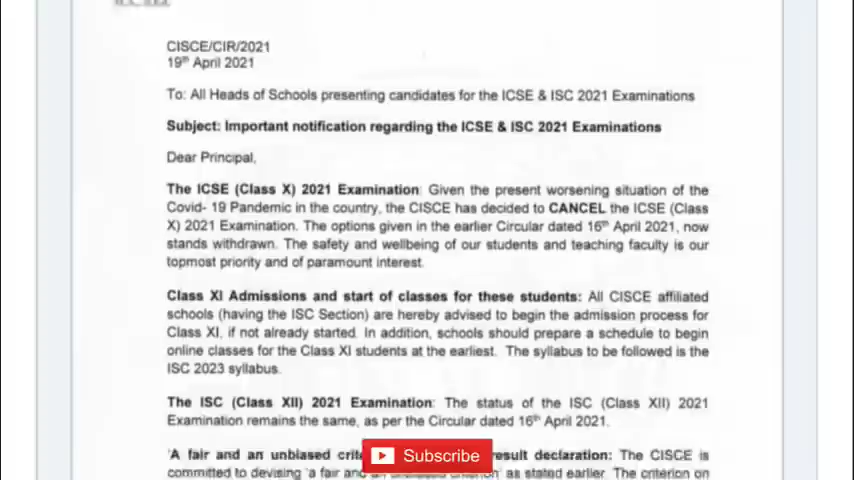 CISCE/CIR/2021
19th April 2021
To: All Heads of Schools presenting candidates for the ICSE & ISC 2021 Examinations
Subject: Important notification regarding the ICSE & ISC 2021 Examinations
Dear Principal,
The ICSE (Class X) 2021 Examination: Given the present worsening situation of the
Covid- 19 Pandemic in the country, the CISCE has decided to CANCEL the ICSE (Class
X) 2021 Examination. The options given in the earlier Circular dated 16th April 2021, now
stands withdrawn. The safety and wellbeing of our students and teaching faculty is our
topmost priority and of paramount interest.
Class XI Admissions and start of classes for these students: All CISCE affiliated
schools (having the ISC Section) are hereby advised to begin the admission process for
Class XI, if not already started. In addition, schools should prepare a schedule to begin
online classes for the Class XI students at the earliest. The syllabus to be followed is the
ISC 2023 syllabus.
The ISC (Class XII) 2021 Examination: The status of the ISC (Class XII) 2021
Examination remains the same, as per the Circular dated 16th April 2021.
'A fair and an unbiased result declaration: The CISCE is
Subscribe
committed to devising 'a fair and as stated earlier. The criterion on